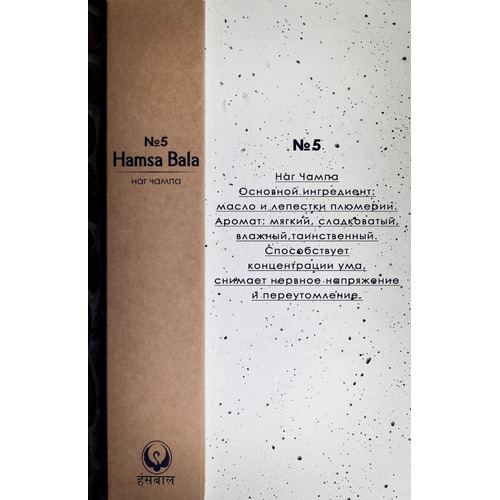 №5
Hamsa Bala
наг чампа
हंसबाल
№5
Наг Чампа
Основной ингредиент:
масло и лепестки плюмерии.
Аромат: мягкий, сладковатый,
влажный,таинственный.
Способствует
концентрации ума,
снимает нервное напряжение
и переутомление.